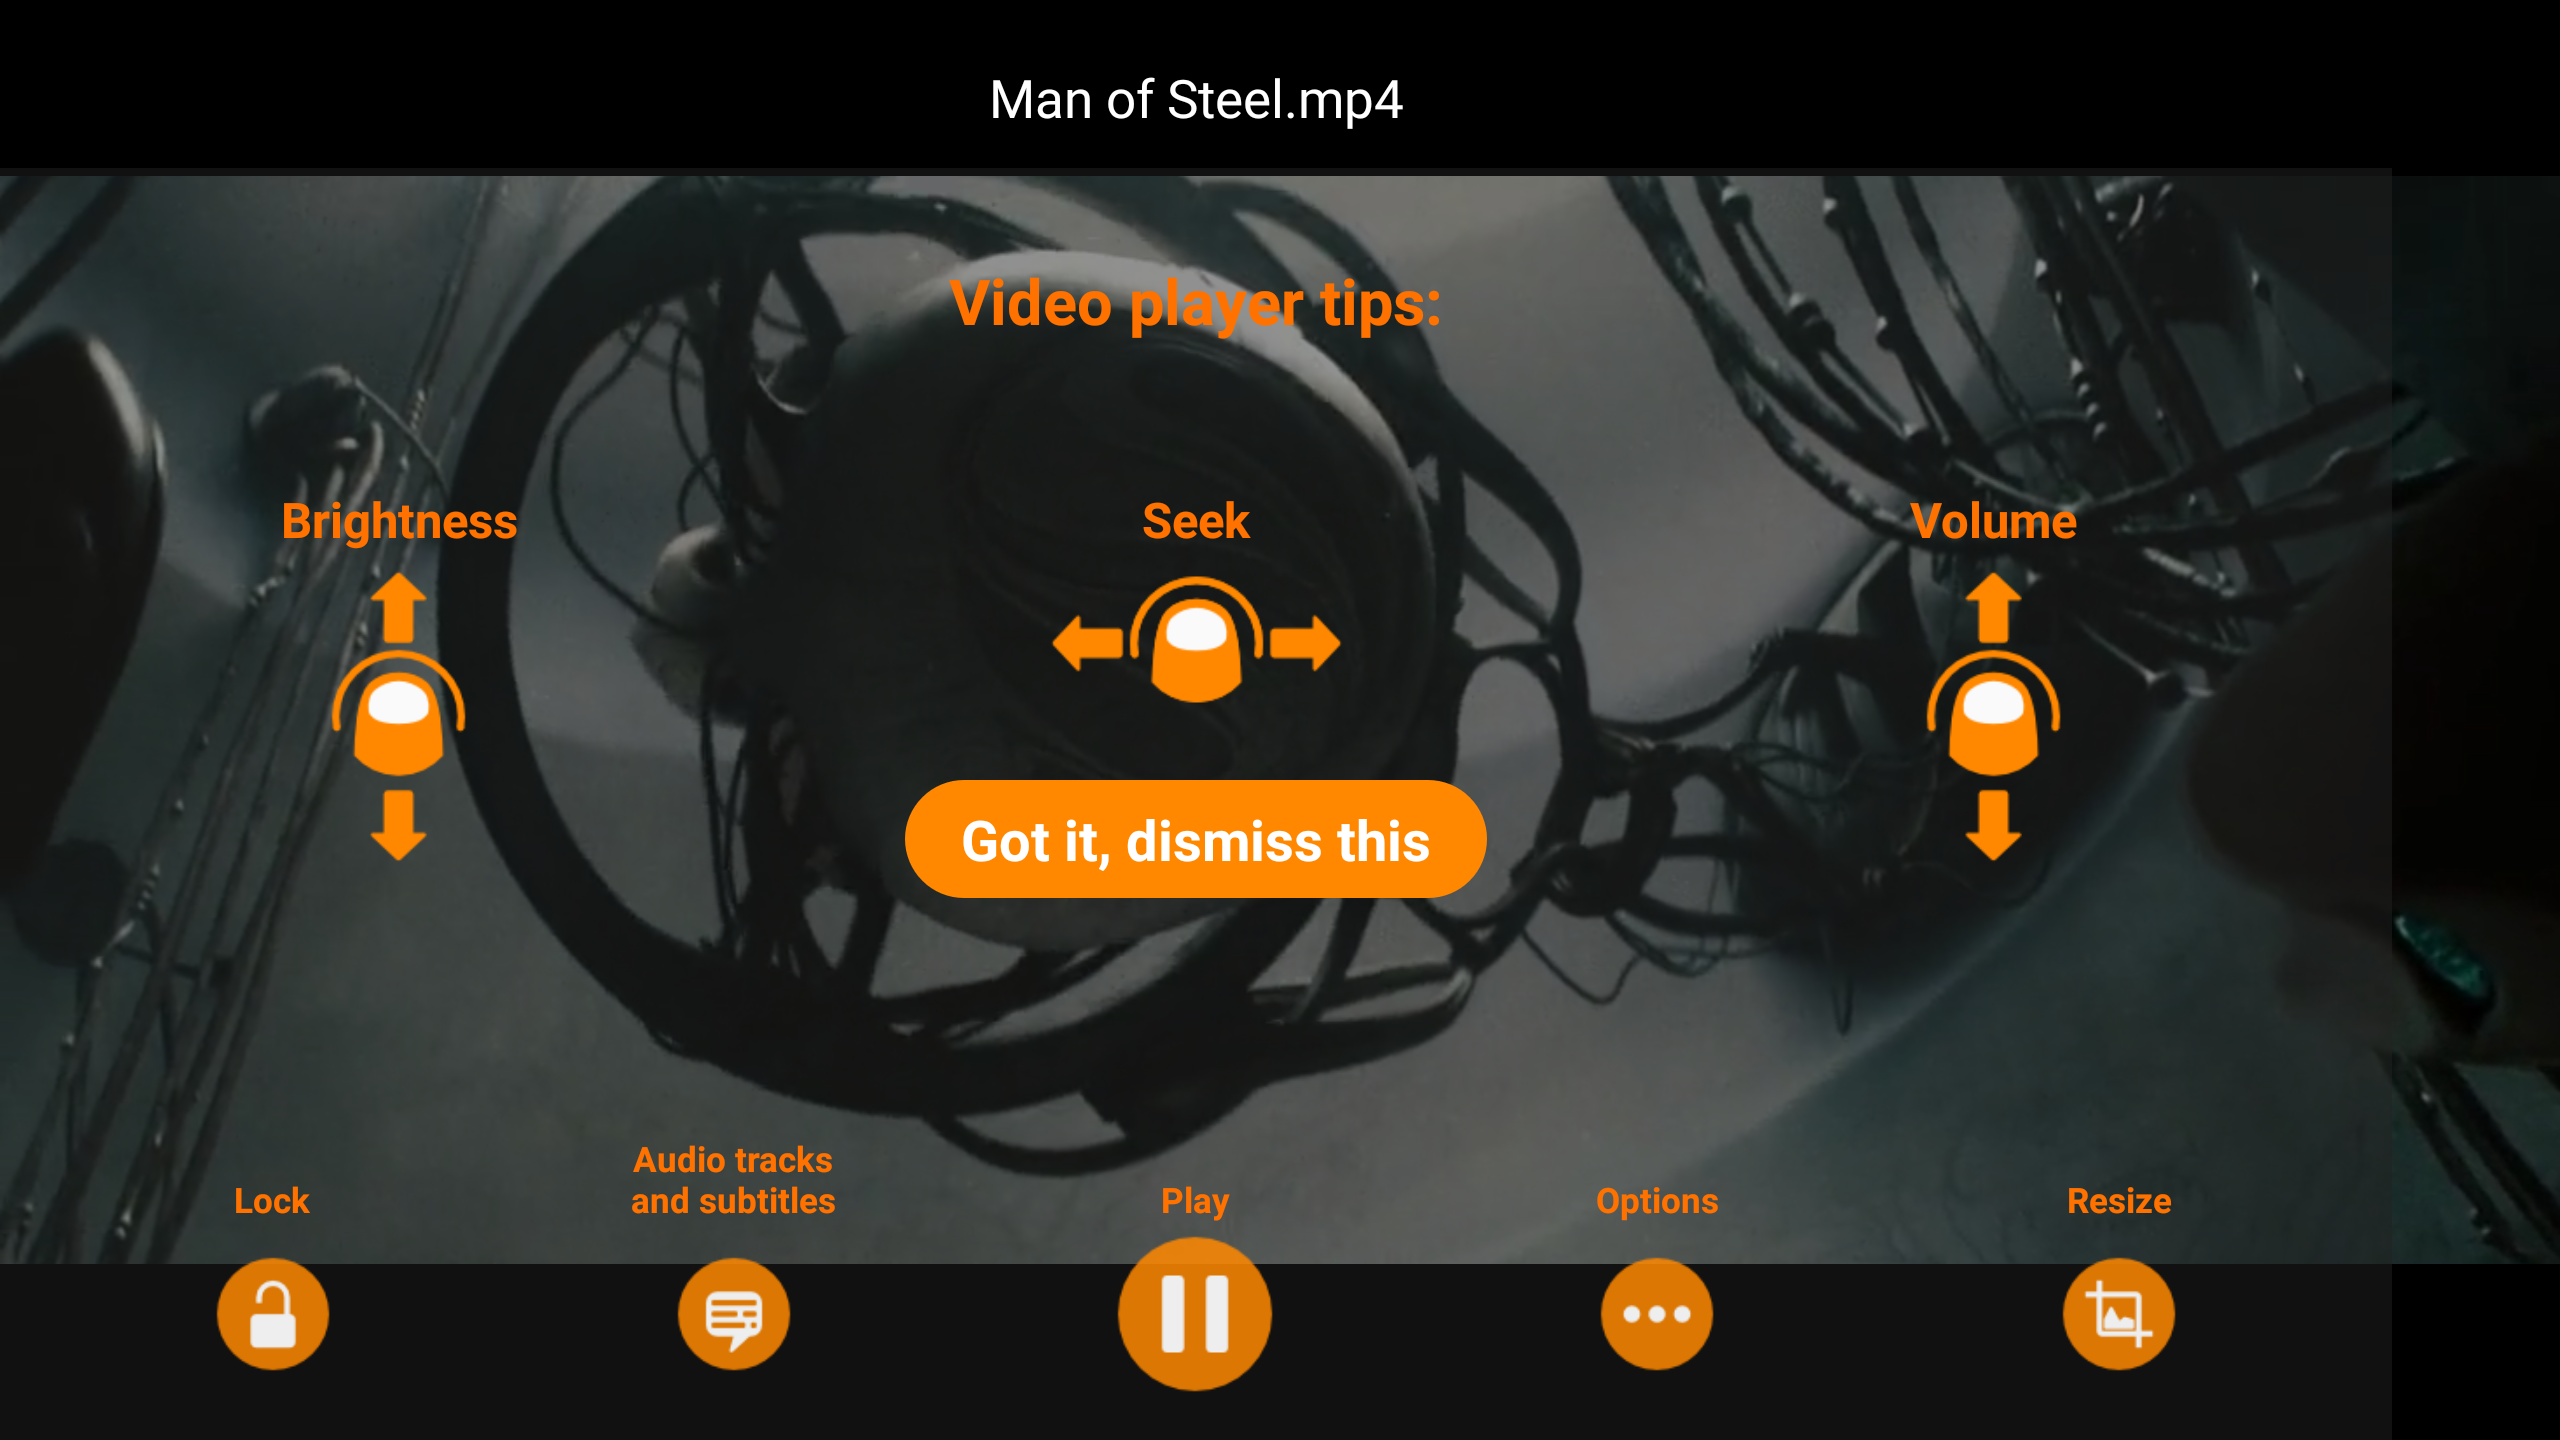 Man of Steel.mp4
Video player tips:
Brightness
Seek
Volume
Got it, dismiss this
Lock
Audio tracks
and subtitles
Play
Options
Resize